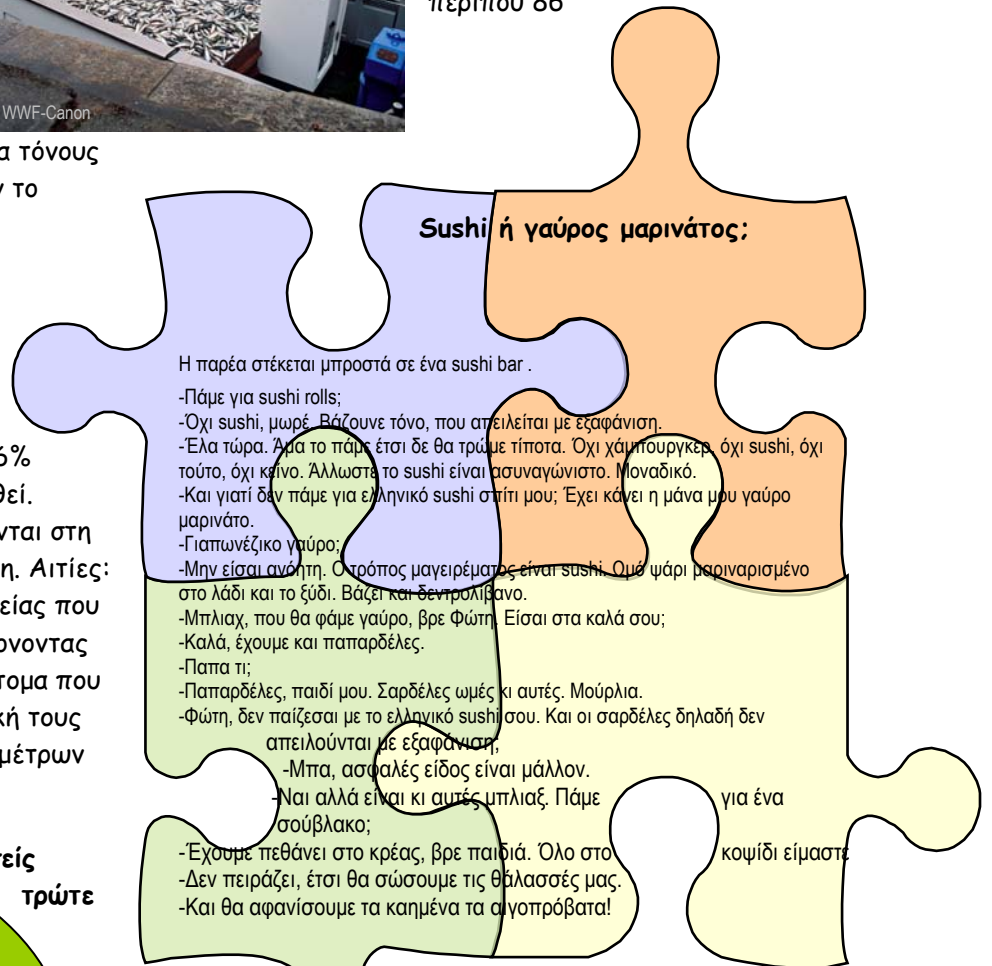 περίπου 86
WWF-Canon
α τόνους
ν το
6%
θεί.
νται στη
η. Αιτίες:
είας που
ρνοντας
τομα που
κή τους
μέτρων
τείς
τρώτε
Sushi ή γαύρος μαρινάτος;
Η παρέα στέκεται μπροστά σε ένα sushi bar .
-Πάμε για sushi rolls;
-Όχι sushi, μωρέ. Βάζουνε τόνο, που απειλείται με εξαφάνιση.
-Έλα τώρα. Άμα το πάμε έτσι δε θα τρώμε τίποτα. Όχι χάμπουργκερ, όχι sushi, όχι
τούτο, όχι κείνο. Άλλωστε το sushi είναι ασυναγώνιστο. Μοναδικό.
-Και γιατί δεν πάμε για ελληνικό sushi σπίτι μου; Έχει κάνει η μάνα μου γαύρο
μαρινάτο.
-Γιαπωνέζικο γαύρο;
-Μην είσαι ανόητη. Ο τρόπος μαγειρέματος είναι sushi. Ωμό ψάρι μαριναρισμένο
στο λάδι και το ξύδι. Βάζει και δεντρολίβανο.
-Μπλιαχ, που θα φάμε γαύρο, βρε Φώτη. Είσαι στα καλά σου;
-Καλά, έχουμε και παπαρδέλες.
-Παπα τι;
-Παπαρδέλες, παιδί μου. Σαρδέλες ωμές κι αυτές. Μούρλια.
-Φώτη, δεν παίζεσαι με το ελληνικό sushi σου. Και οι σαρδέλες δηλαδή δεν
απειλούνται με εξαφάνιση;
-Μπα, ασφαλές είδος είναι μάλλον.
-Ναι αλλά είναι κι αυτές μπλιαξ. Πάμε για ένα
σούβλακο;
-Έχουμε πεθάνει στο κρέας, βρε παιδιά. Όλο στο κοψίδι είμαστε
-Δεν πειράζει, έτσι θα σώσουμε τις θάλασσές μας.
-Και θα αφανίσουμε τα καημένα τα αιγοπρόβατα!